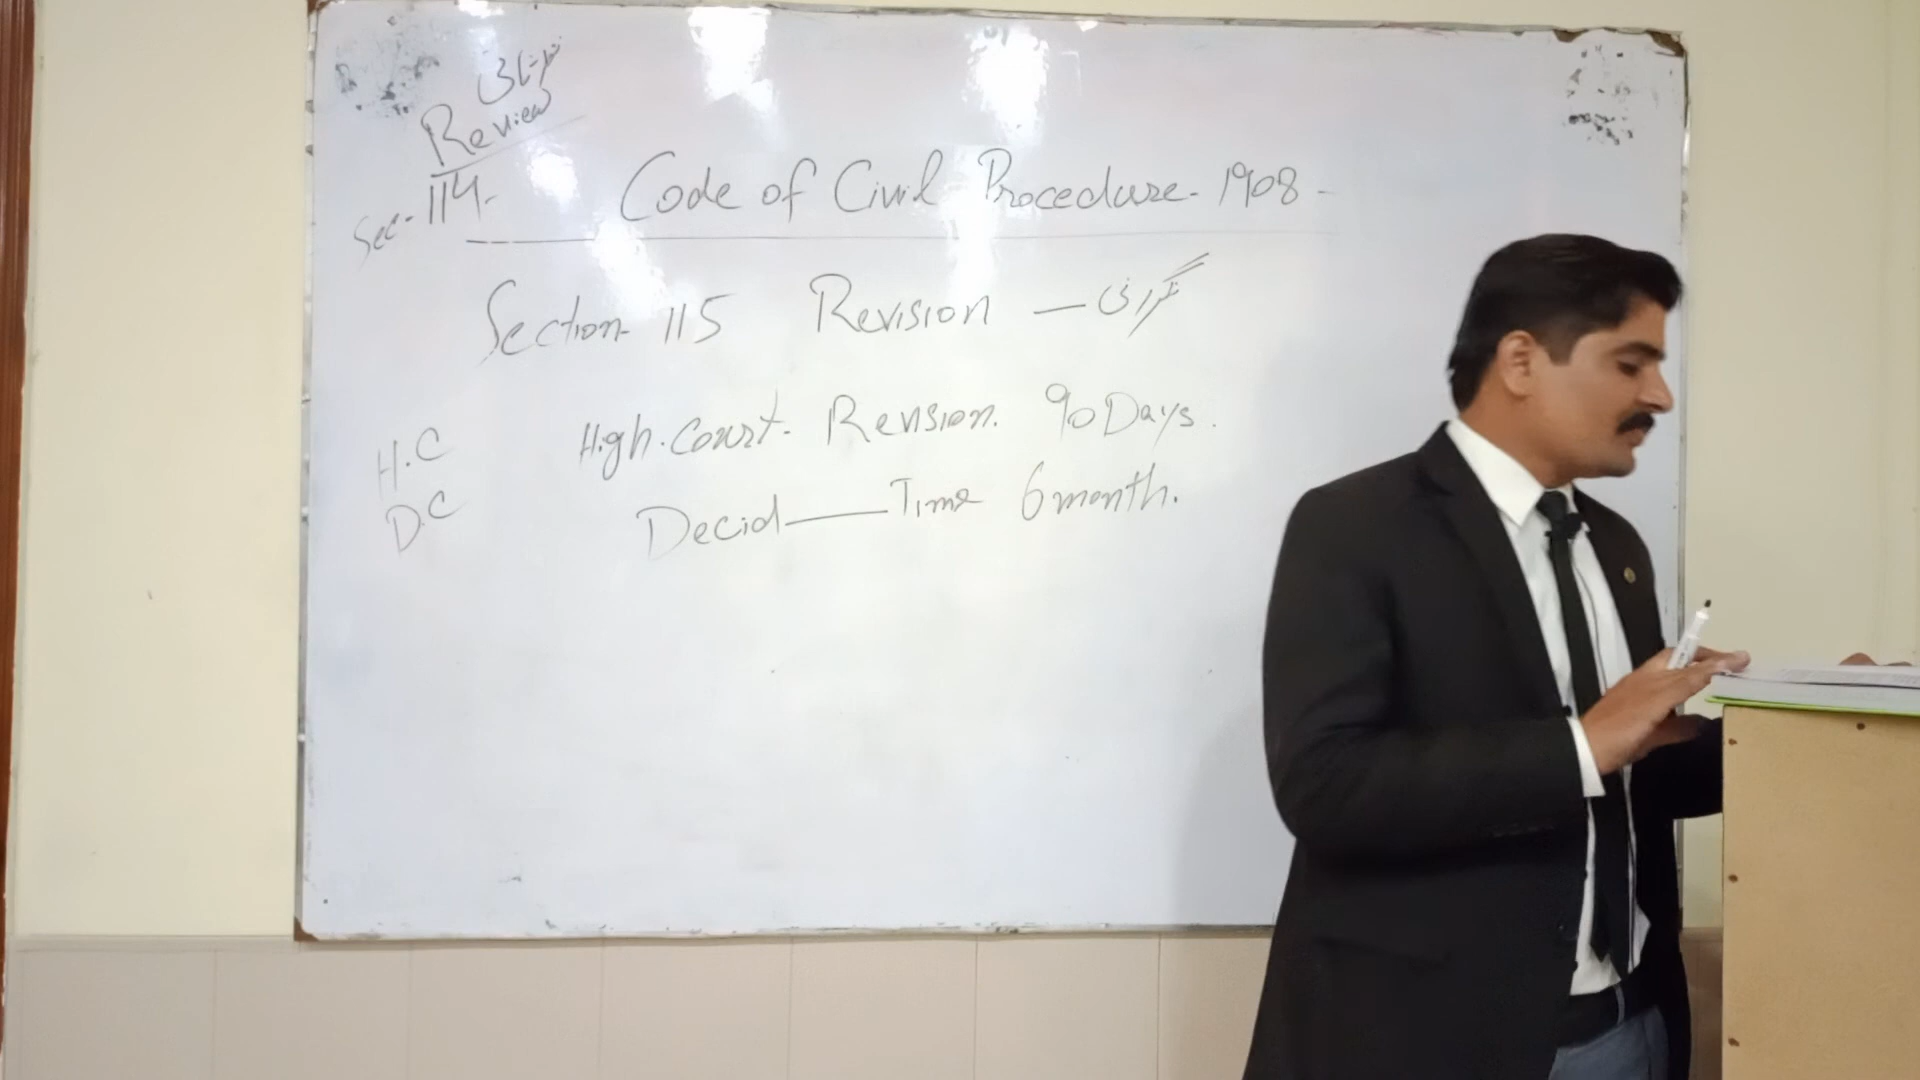 نظرثانی
Review
Sec-114-
Code of Civil Procedure-1908-
Section-115 Revision — نگرانی
H.C
High.Court. Revision. 90 Days.
D.C
Decid — Time 6 month.